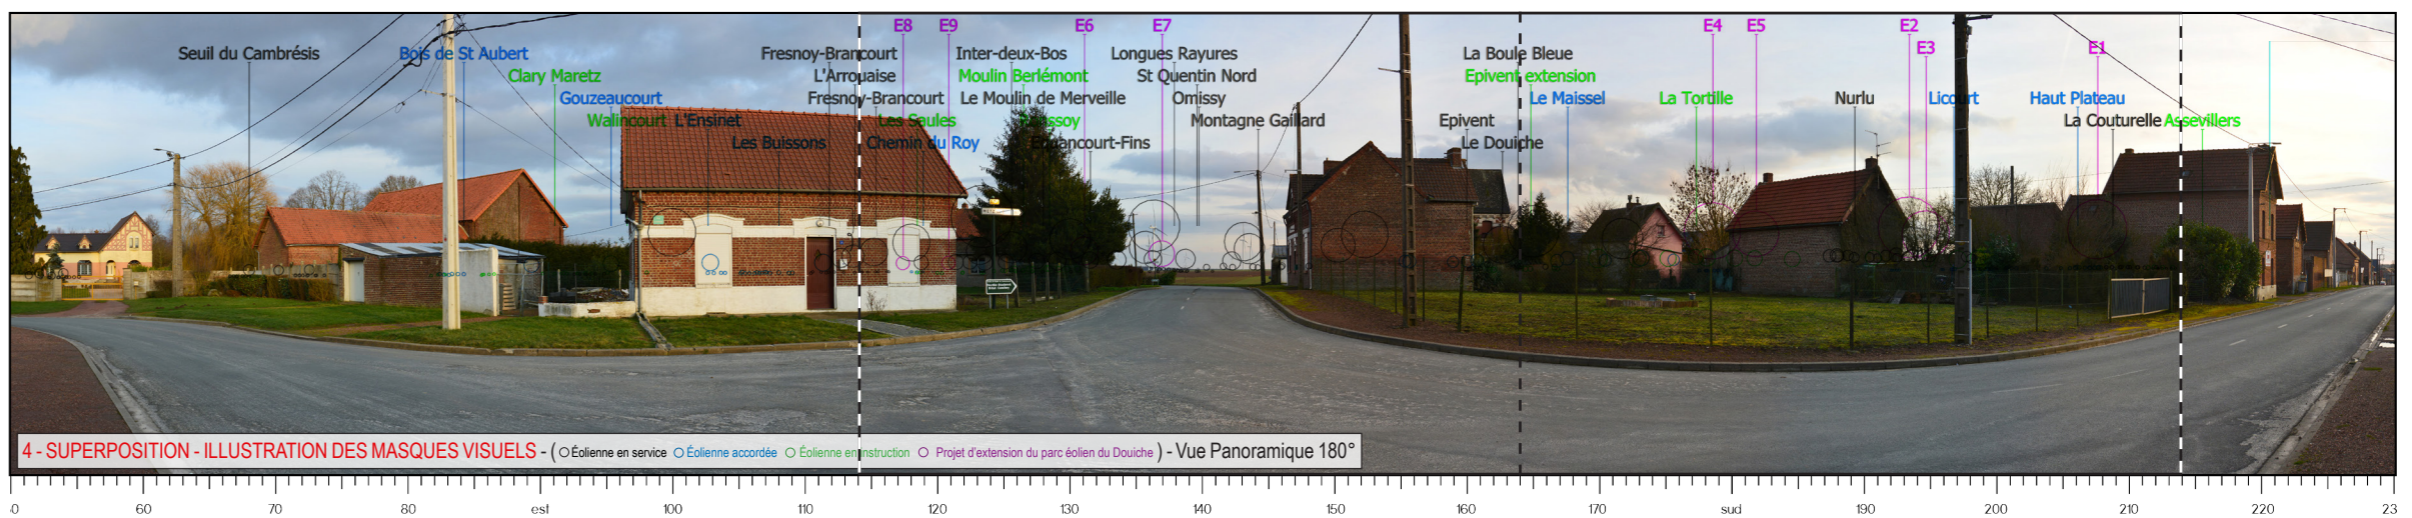 E8 E9 E6 E7 E4 E5 E2
E3 E1
Seuil du Cambrésis Bois de St Aubert Fresnoy-Brancourt Inter-deux-Bos Longues Rayures La Boule Bleue
Clary Maretz L'Arrouaise Moulin Berlémont St Quentin Nord Epivent extension
Gouzeaucourt Fresnoy-Brancourt Le Moulin de Merveille Omissy Le Maissel La Tortille Nurlu Licourt Haut Plateau
Walincourt L'Ensinet Les Saules Montagne Gaillard Epivent La Couturelle Assevillers
Les Buissons Chemin du Roy Equancourt-Fins Le Douiche
4 - SUPERPOSITION - ILLUSTRATION DES MASQUES VISUELS - ( Éolienne en service Éolienne accordée Éolienne en instruction Projet d'extension du parc éolien du Douiche ) - Vue Panoramique 180°
60 70 80 est 100 110 120 130 140 150 160 170 sud 190 200 210 220